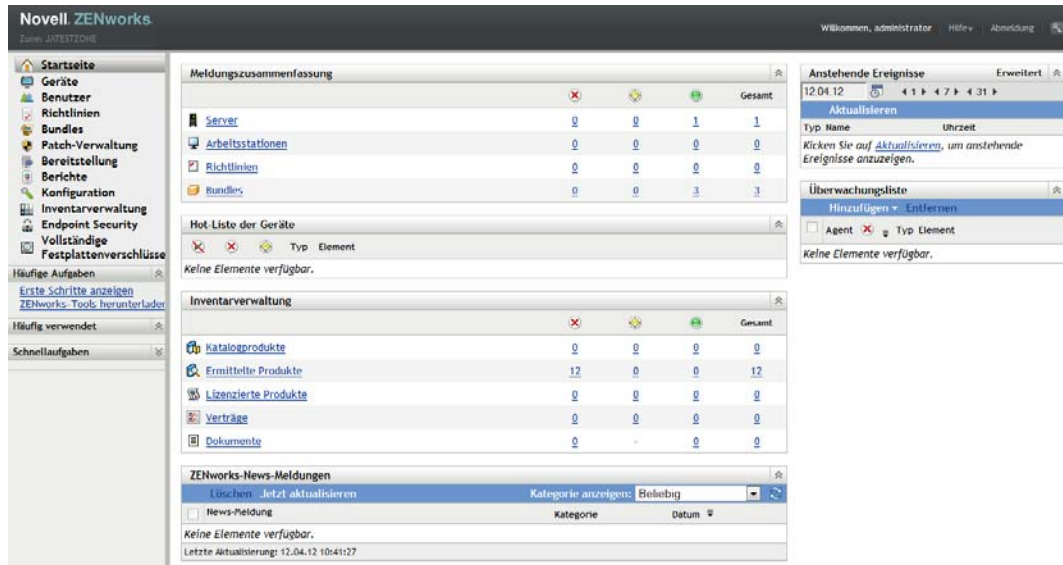 Novell. ZENworks.
Zone: JATESTZONE
Willkommen, administrator Hilfe Abmeldung
Startseite
Geräte
Benutzer
Richtlinien
Bundles
Patch-Verwaltung
Bereitstellung
Berichte
Konfiguration
Inventarverwaltung
Endpoint Security
Vollständige
Festplattenverschlüsse
Häufige Aufgaben
Erste Schritte anzeigen
ZENworks-Tools herunterladen
Häufig verwendet
Schnellaufgaben
Meldungszusammenfassung
Gesamt
Server 0 0 1 1
Arbeitsstationen 0 0 0 0
Richtlinien 0 0 0 0
Bundles 0 0 3 3
Hot-Liste der Geräte
Typ Element
Keine Elemente verfügbar.
Inventarverwaltung
Gesamt
Katalogprodukte 0 0 0 0
Ermittelte Produkte 12 0 0 12
Lizenzierte Produkte 0 0 0 0
Verträge 0 0 0 0
Dokumente 0 - 0 0
ZENworks-News-Meldungen
Löschen Jetzt aktualisieren Kategorie anzeigen: Beliebig
News-Meldung Kategorie Datum
Keine Elemente verfügbar.
Letzte Aktualisierung: 12.04.12 10:41:27
Anstehende Ereignisse Erweitert
12.04.12 1 7 31
Aktualisieren
Typ Name Uhrzeit
Kicken Sie auf Aktualisieren, um anstehende
Ereignisse anzuzeigen.
Überwachungsliste
Hinzufügen Entfernen
Agent Typ Element
Keine Elemente verfügbar.